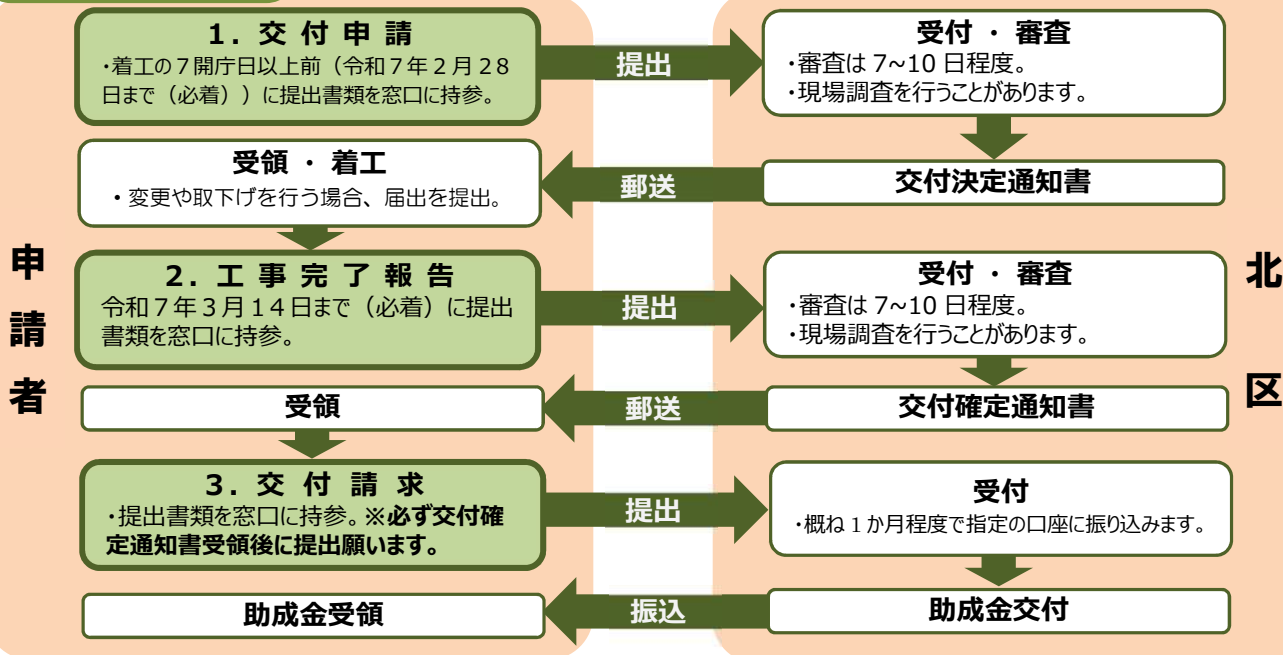 1. 交付申請
・着工の7開庁日以上前（令和7年2月28
日まで（必着））に提出書類を窓口に持参。
提出
受付・審査
・審査は 7~10 日程度。
・現場調査を行うことがあります。
受領 ・ 着工
・変更や取下げを行う場合、届出を提出。
郵送
交付決定通知書
申請者
2. 工事完了報告
令和7年3月14日まで（必着）に提出
書類を窓口に持参。
提出
受付・審査
・審査は 7~10 日程度。
・現場調査を行うことがあります。
北区
受領
郵送
交付確定通知書
3. 交付請求
・提出書類を窓口に持参。※必ず交付確
定通知書受領後に提出願います。
提出
受付
・概ね1か月程度で指定の口座に振り込みます。
助成金受領
振込
助成金交付